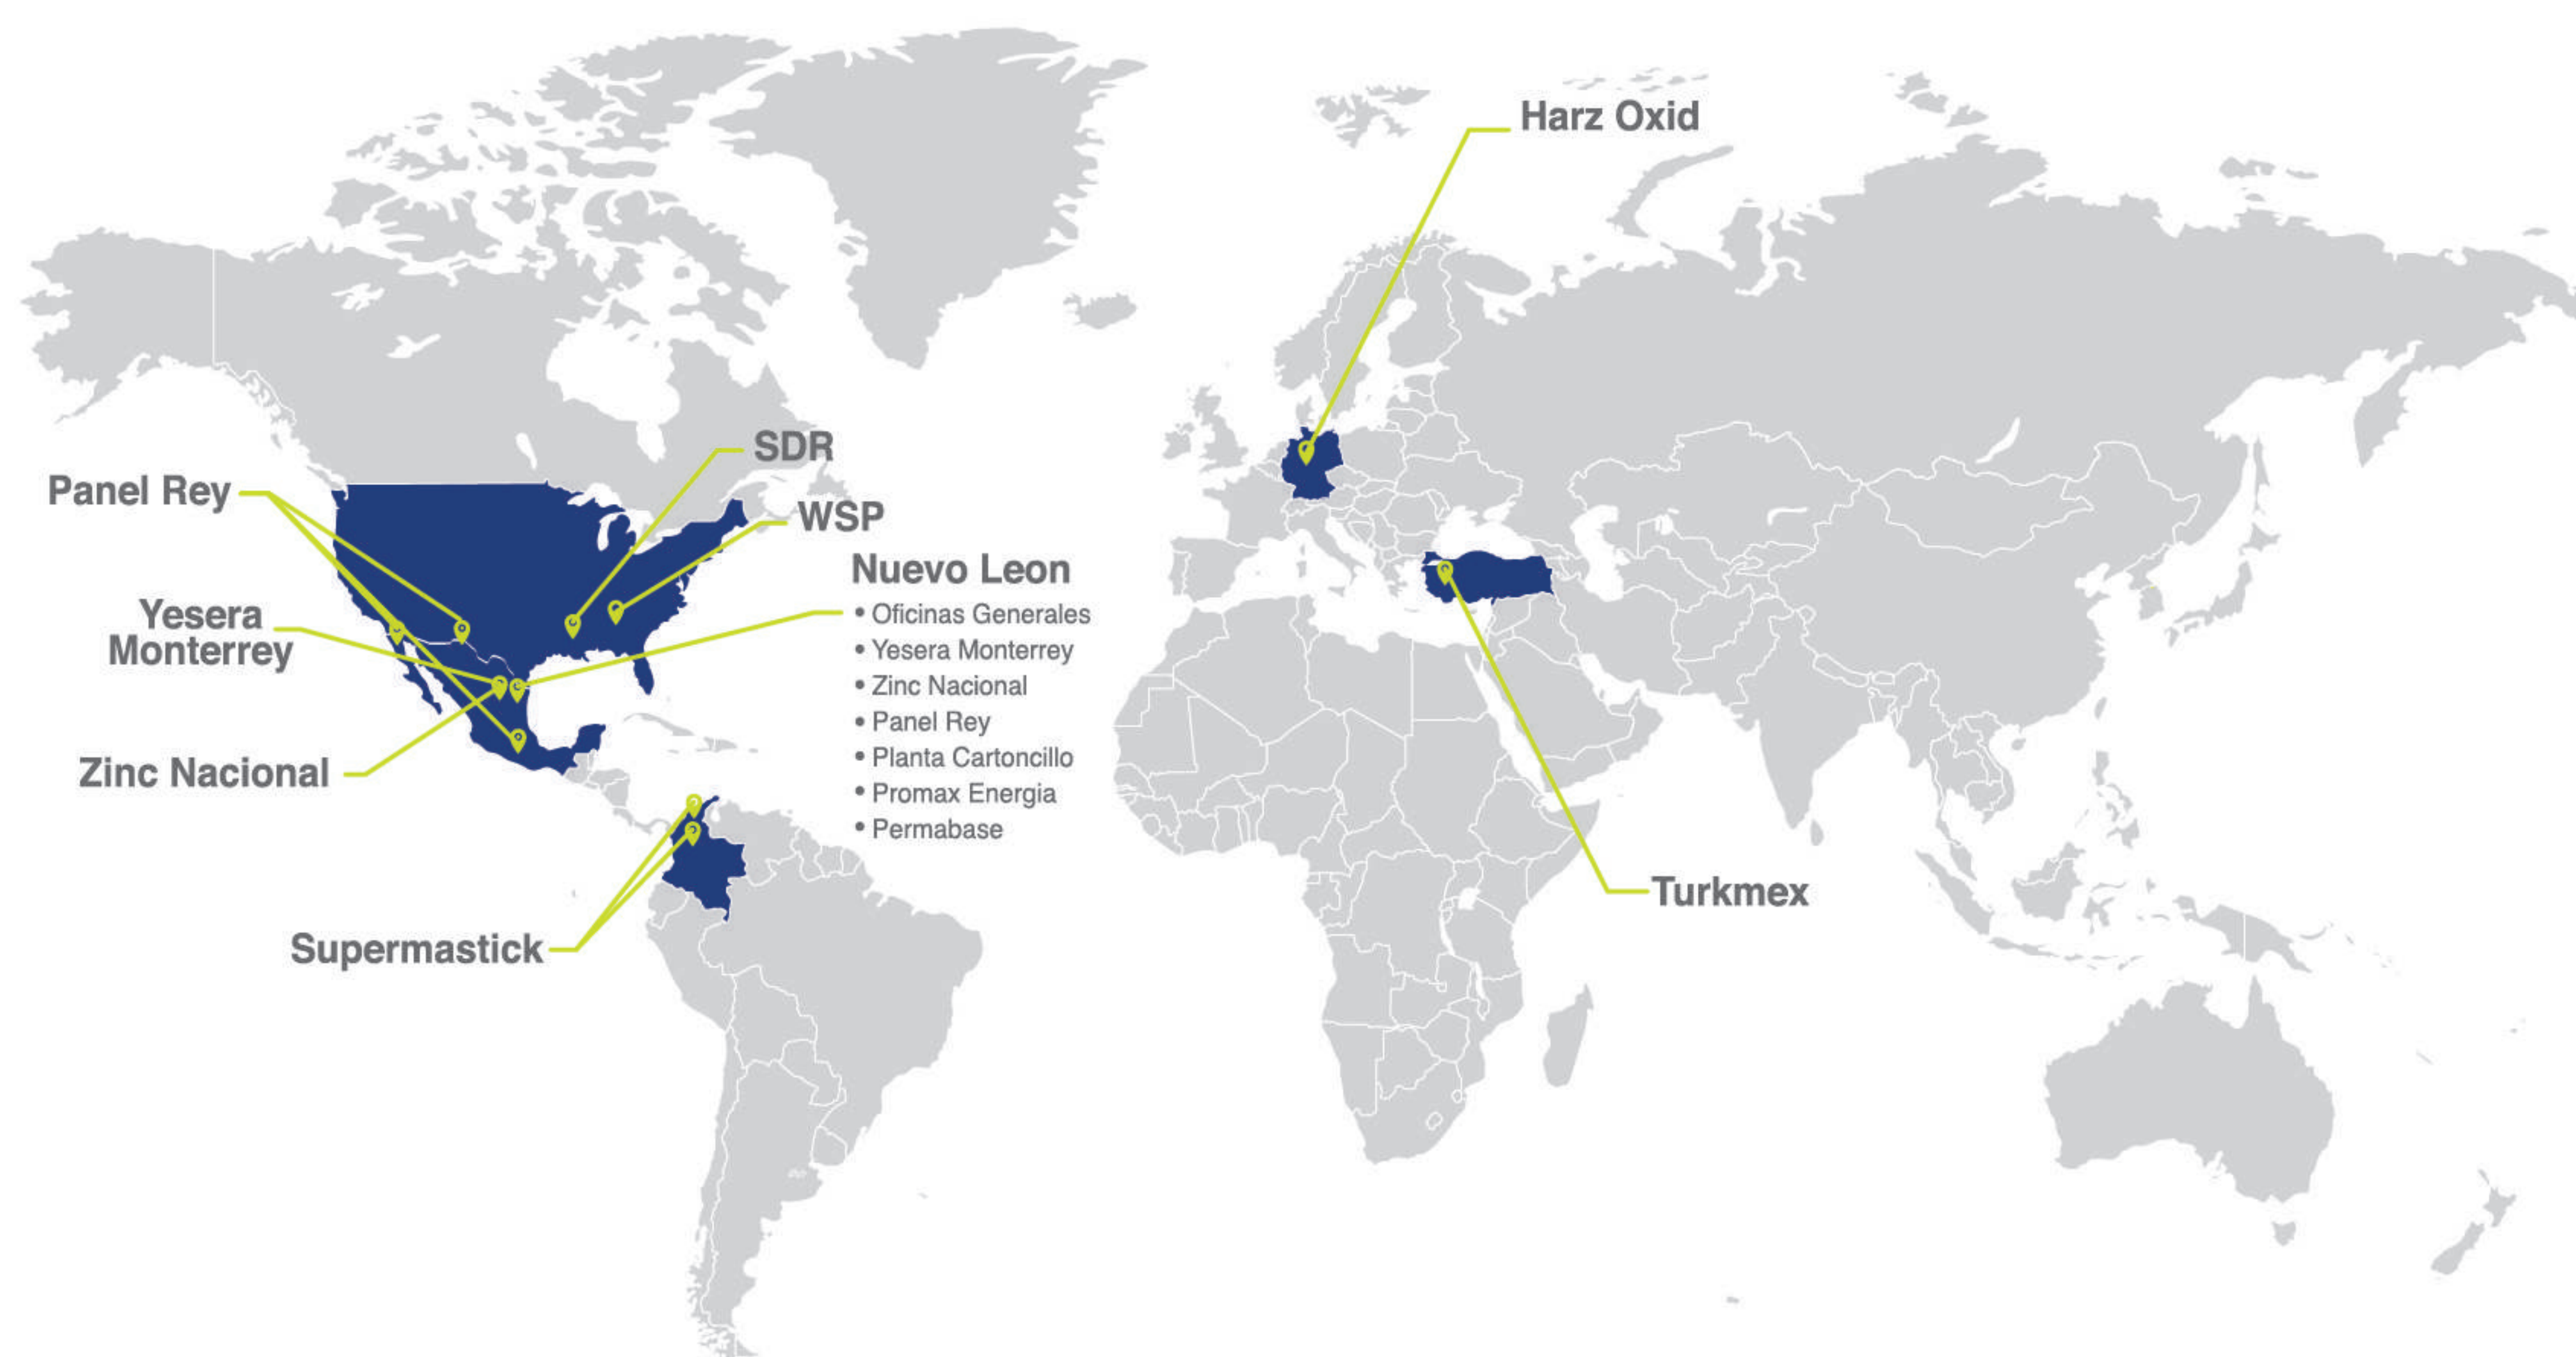 Harz Oxid
SDR
Panel Rey
WSP
Nuevo Leon
• Oficinas Generales
• Yesera Monterrey
• Zinc Nacional
• Panel Rey
• Planta Cartoncillo
• Promax Energia
• Permabase
Yesera
Monterrey
Zinc Nacional
Turkmex
Supermastick